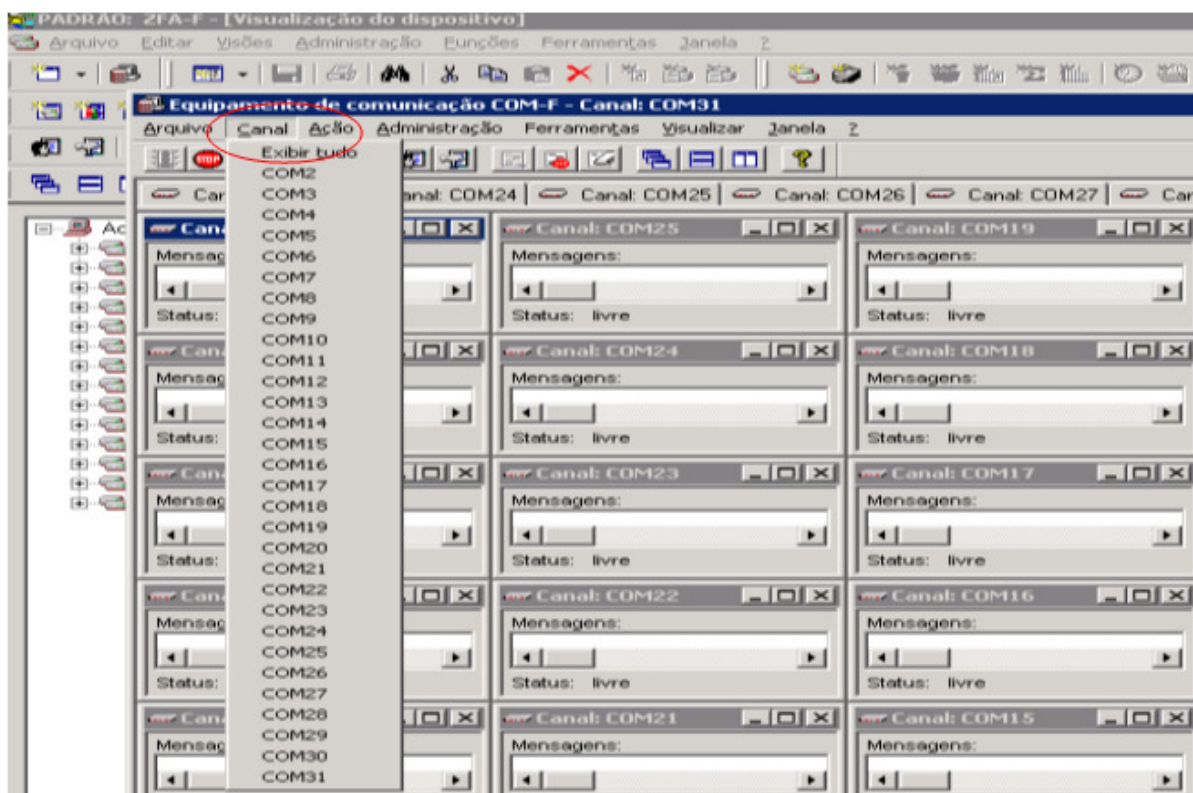 PADRÃO: ZFA-F - [Visualização do dispositivo]
Arquivo Editar Visões Administração Funções Ferramentas Janela ?
Equipamento de comunicação COM-F - Canal: COM31
Arquivo Canal Ação Administração Ferramentas Visualizar Janela ?
Exibir tudo
COM2
COM3
COM4
COM5
COM6
COM7
COM8
COM9
COM10
COM11
COM12
COM13
COM14
COM15
COM16
COM17
COM18
COM19
COM20
COM21
COM22
COM23
COM24
COM25
COM26
COM27
COM28
COM29
COM30
COM31
Canal: COM24 Canal: COM25 Canal: COM26 Canal: COM27
Canal: COM25 Canal: COM19
Mensagens: Mensagens:
Status: Status: livre Status: livre
Canal: COM24 Canal: COM18
Mensagens: Mensagens:
Status: Status: livre Status: livre
Canal: COM23 Canal: COM17
Mensagens: Mensagens:
Status: Status: livre Status: livre
Canal: COM22 Canal: COM16
Mensagens: Mensagens:
Status: Status: livre Status: livre
Canal: COM21 Canal: COM15
Mensagens: Mensagens: